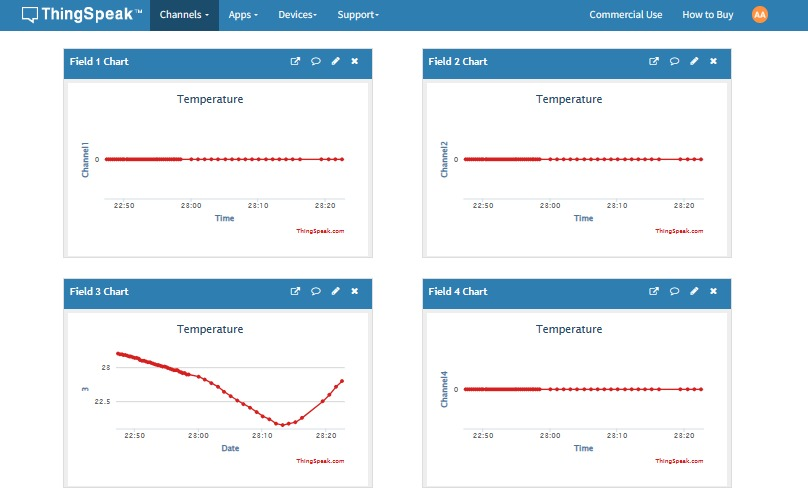 ThingSpeak™ Channels Apps Devices Support Commercial Use How to Buy AA
Field 1 Chart
Temperature
Channel1
0
22:50 23:00 23:10 23:20
Time
ThingSpeak.com
Field 2 Chart
Temperature
Channel2
0
22:50 23:00 23:10 23:20
Time
ThingSpeak.com
Field 3 Chart
Temperature
3
23
22.5
22:50 23:00 23:10 23:20
Date
ThingSpeak.com
Field 4 Chart
Temperature
Channel4
0
22:50 23:00 23:10 23:20
Time
ThingSpeak.com